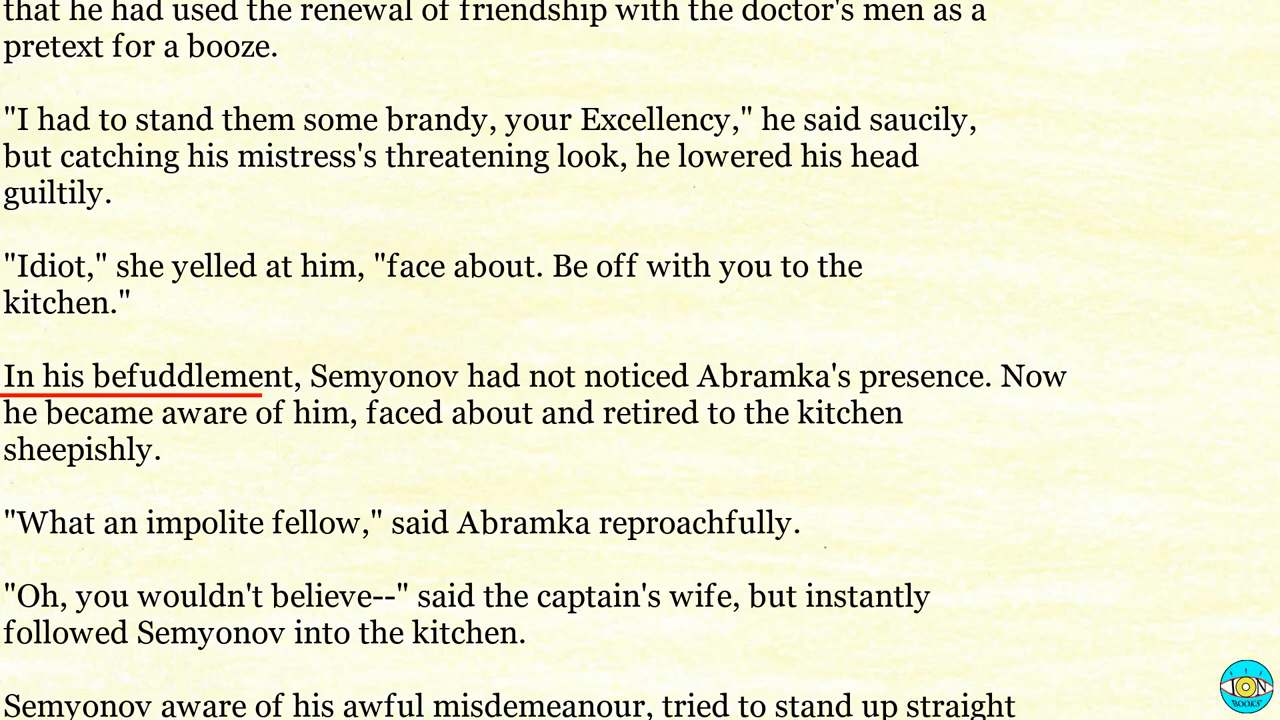 that he had used the renewal of friendship with the doctor's men as a
pretext for a booze.
"I had to stand them some brandy, your Excellency," he said saucily,
but catching his mistress's threatening look, he lowered his head
guiltily.
"Idiot," she yelled at him, "face about. Be off with you to the
kitchen."
In his befuddlement, Semyonov had not noticed Abramka's presence. Now
he became aware of him, faced about and retired to the kitchen
sheepishly.
"What an impolite fellow," said Abramka reproachfully.
"Oh, you wouldn't believe--" said the captain's wife, but instantly
followed Semyonov into the kitchen.
Semyonov aware of his awful misdemeanour, tried to stand up straight
ION
BOOKS